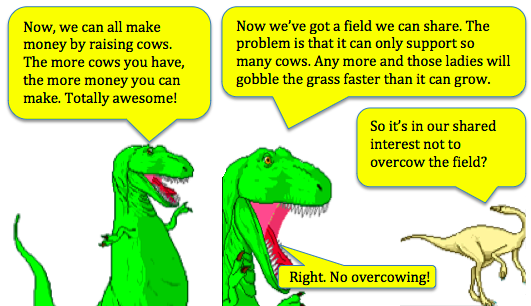 Now, we can all make
money by raising cows.
The more cows you have,
the more money you can
make. Totally awesome!
Now we’ve got a field we can share. The
problem is that it can only support so
many cows. Any more and those ladies will
gobble the grass faster than it can grow.
So it’s in our shared
interest not to
overcow the field?
Right. No overcowing!